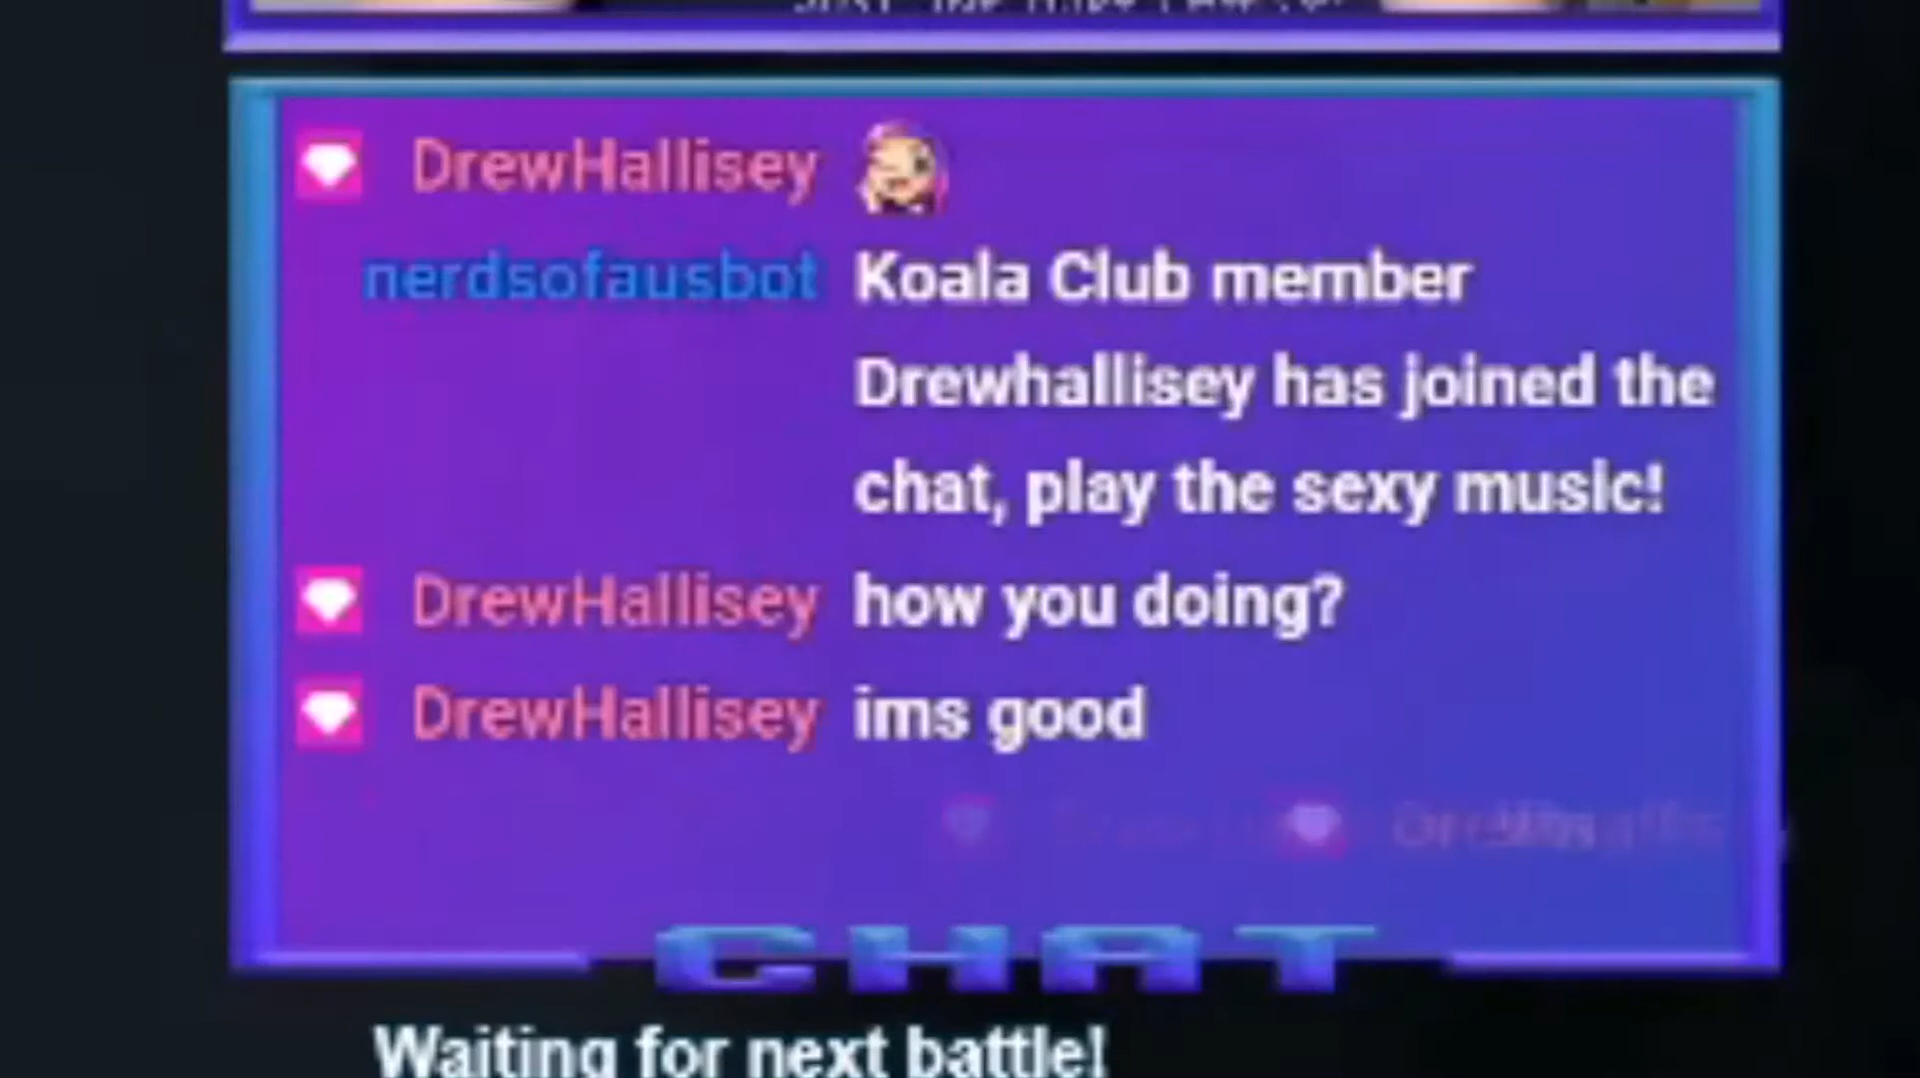 DrewHallisey
nerdsofausbot Koala Club member
Drewhallisey has joined the
chat, play the sexy music!
DrewHallisey how you doing?
DrewHallisey ims good
CHAT
Waiting for next battle!